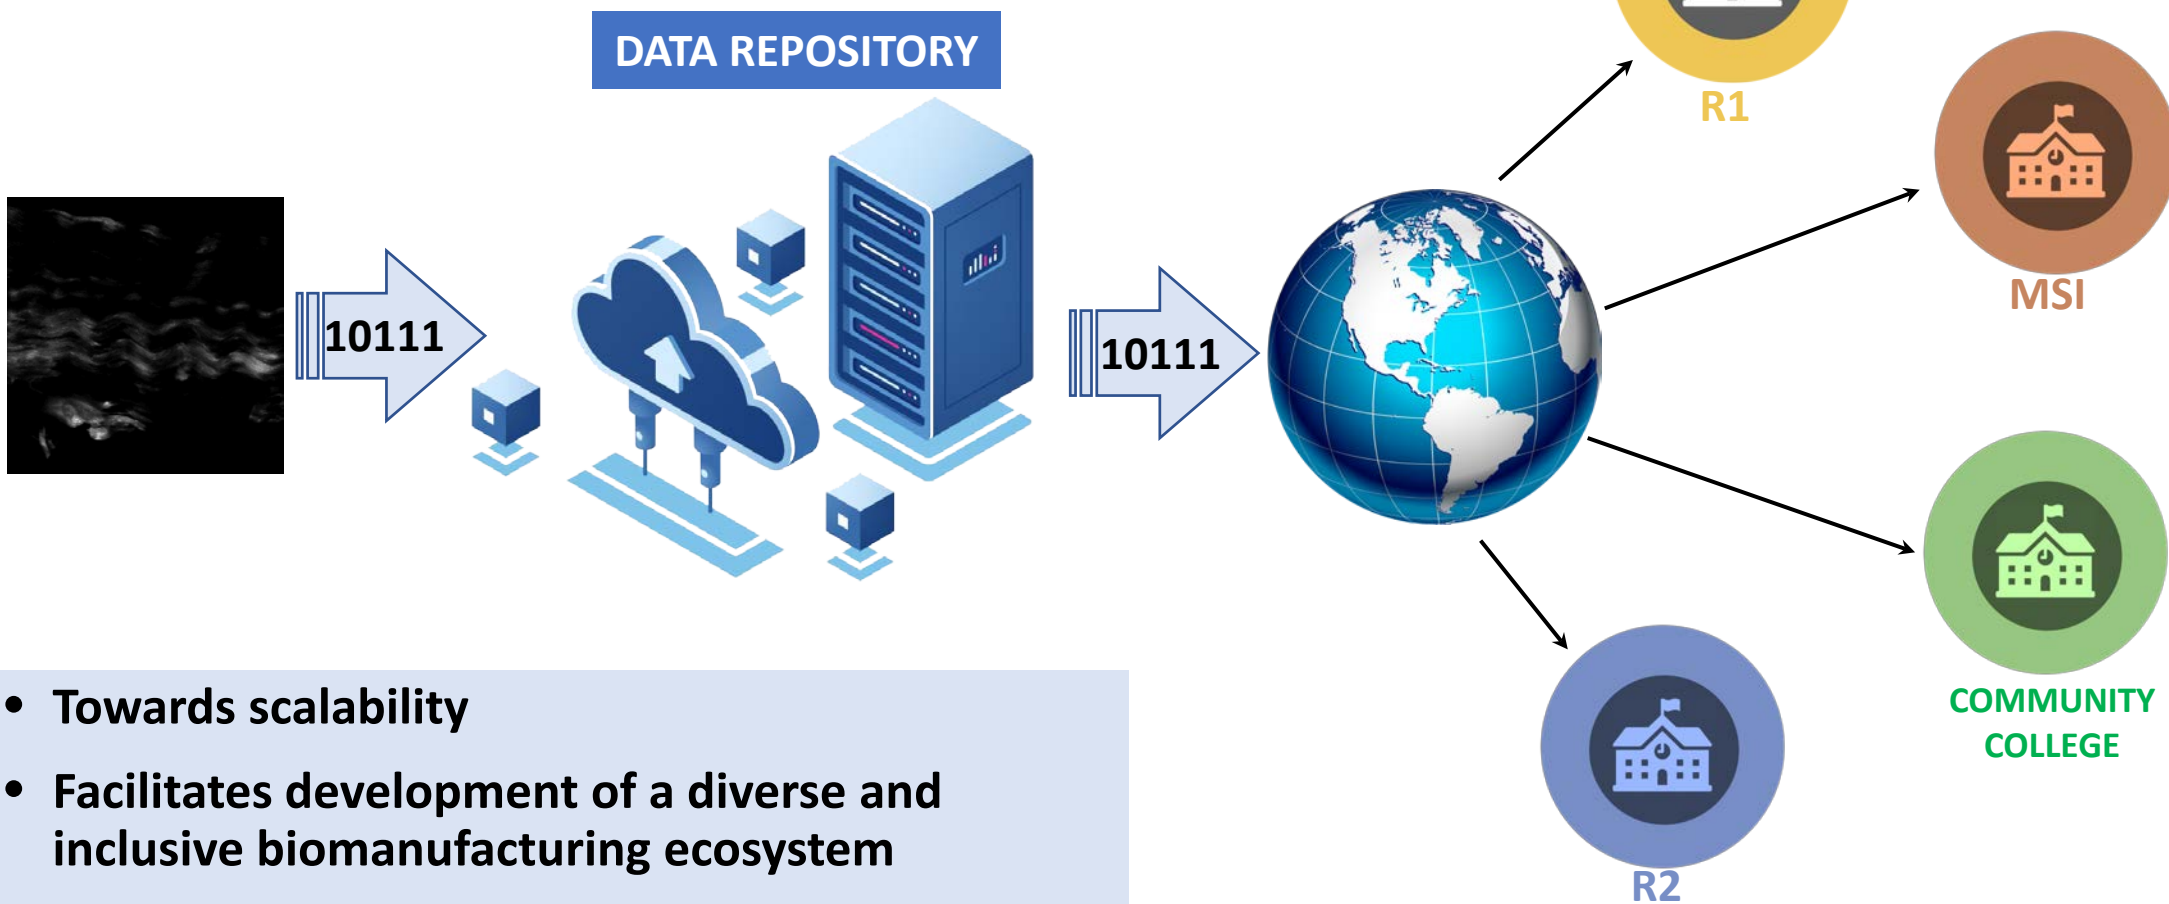 DATA REPOSITORY
R1
MSI
10111
10111
COMMUNITY
COLLEGE
R2
• Towards scalability
• Facilitates development of a diverse and
inclusive biomanufacturing ecosystem